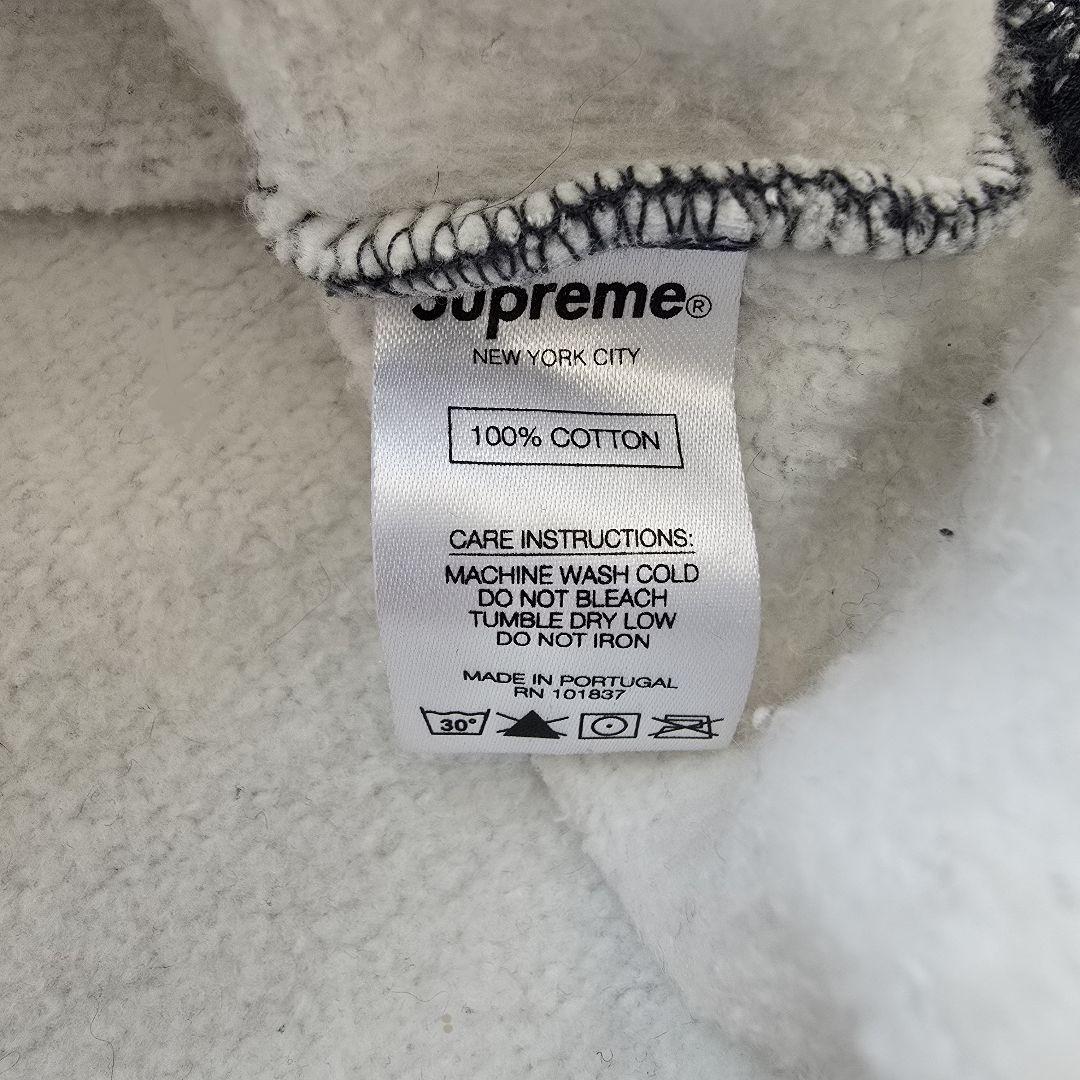 Supreme®
NEW YORK CITY
100% COTTON
CARE INSTRUCTIONS:
MACHINE WASH COLD
DO NOT BLEACH
TUMBLE DRY LOW
DO NOT IRON
MADE IN PORTUGAL
RN 101837
30°